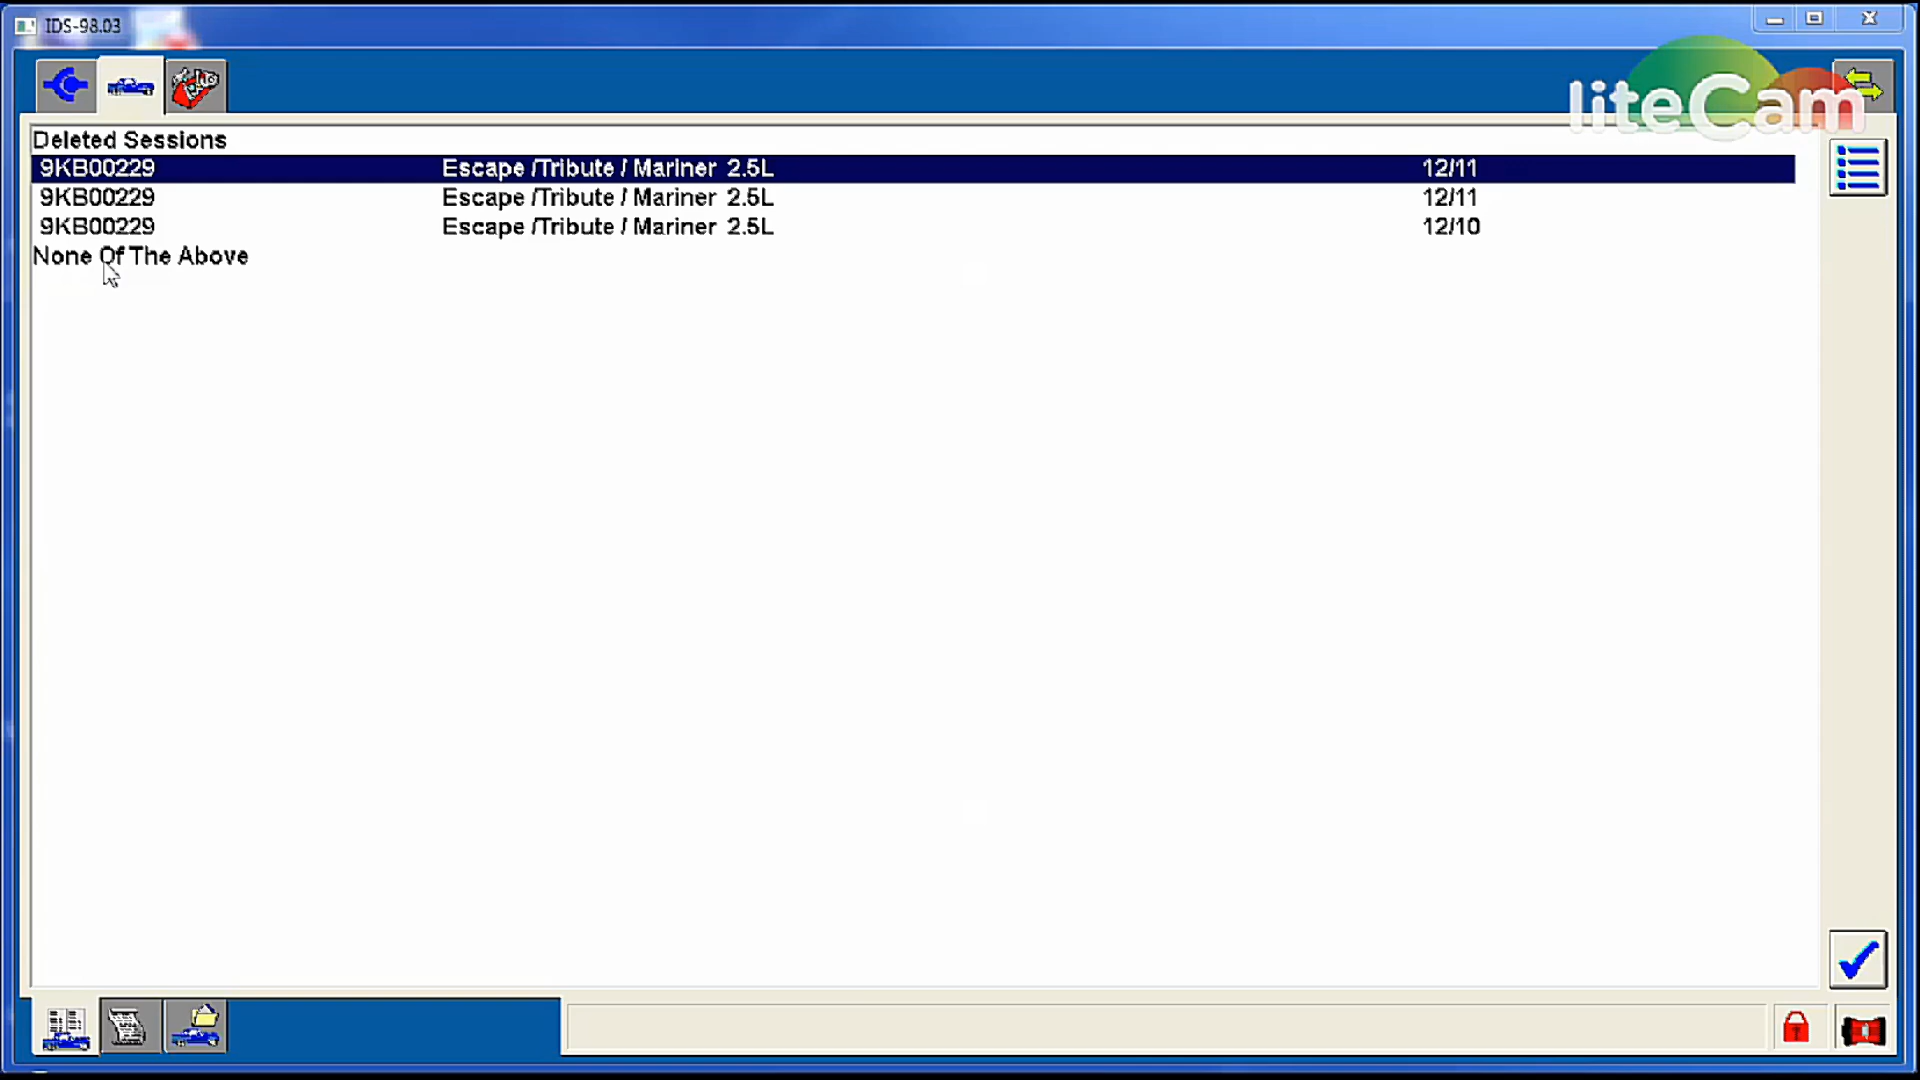 IDS-98.03
liteCam
Deleted Sessions
9KB00229 Escape /Tribute / Mariner 2.5L 12/11
9KB00229 Escape /Tribute / Mariner 2.5L 12/11
9KB00229 Escape /Tribute / Mariner 2.5L 12/10
None Of The Above